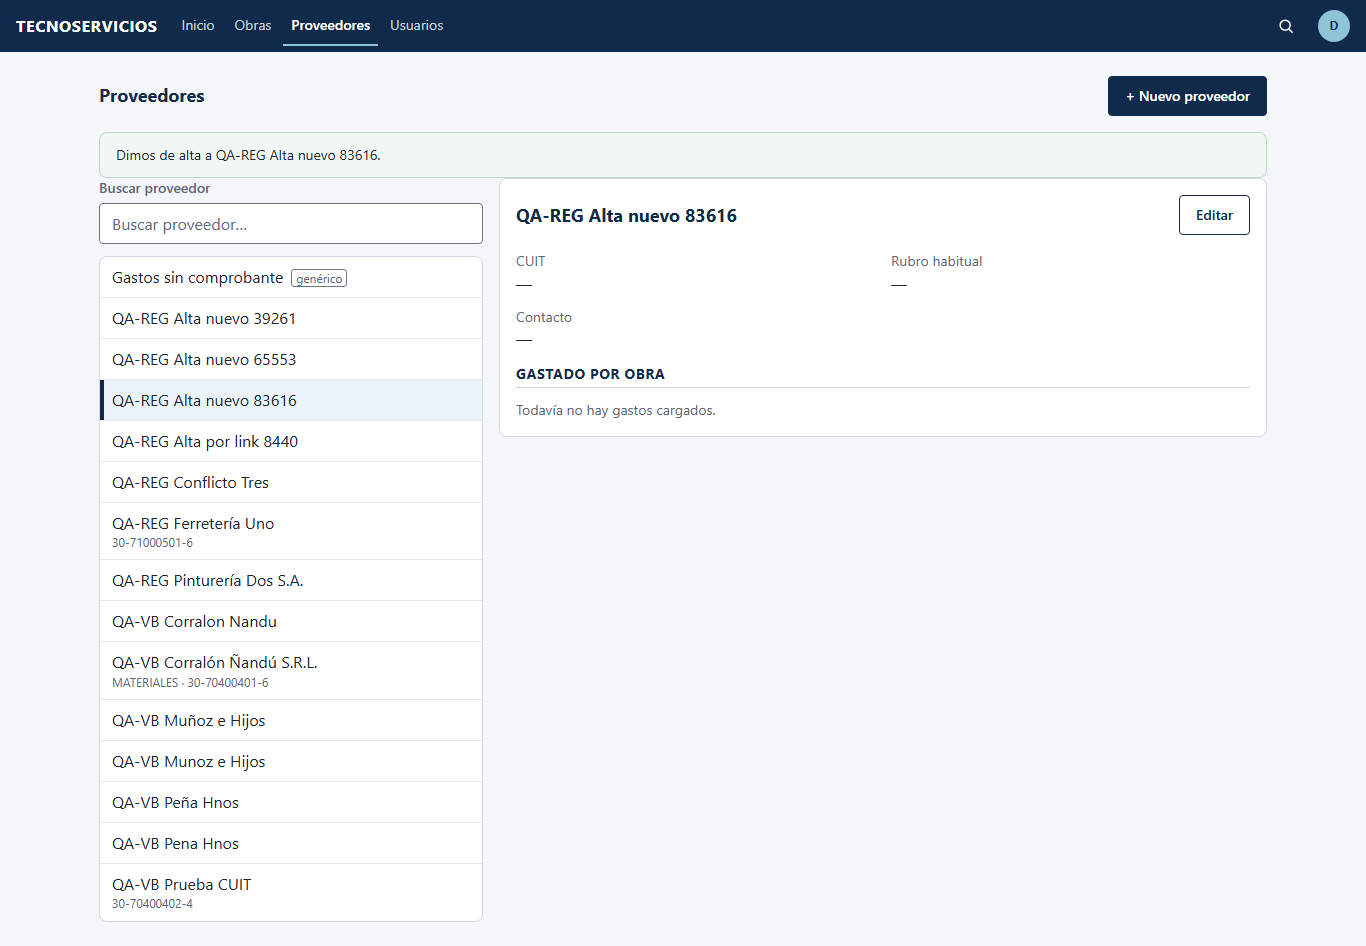 TECNOSERVICIOS Inicio Obras Proveedores Usuarios D
Proveedores
+ Nuevo proveedor
Dimos de alta a QA-REG Alta nuevo 83616.
Buscar proveedor
Buscar proveedor...
Gastos sin comprobante genérico
QA-REG Alta nuevo 39261
QA-REG Alta nuevo 65553
QA-REG Alta nuevo 83616
QA-REG Alta por link 8440
QA-REG Conflicto Tres
QA-REG Ferretería Uno
30-71000501-6
QA-REG Pinturería Dos S.A.
QA-VB Corralon Nandu
QA-VB Corralón Ñandú S.R.L.
MATERIALES · 30-70400401-6
QA-VB Muñoz e Hijos
QA-VB Munoz e Hijos
QA-VB Peña Hnos
QA-VB Pena Hnos
QA-VB Prueba CUIT
30-70400402-4
QA-REG Alta nuevo 83616
Editar
CUIT
—
Rubro habitual
—
Contacto
—
GASTADO POR OBRA
Todavía no hay gastos cargados.